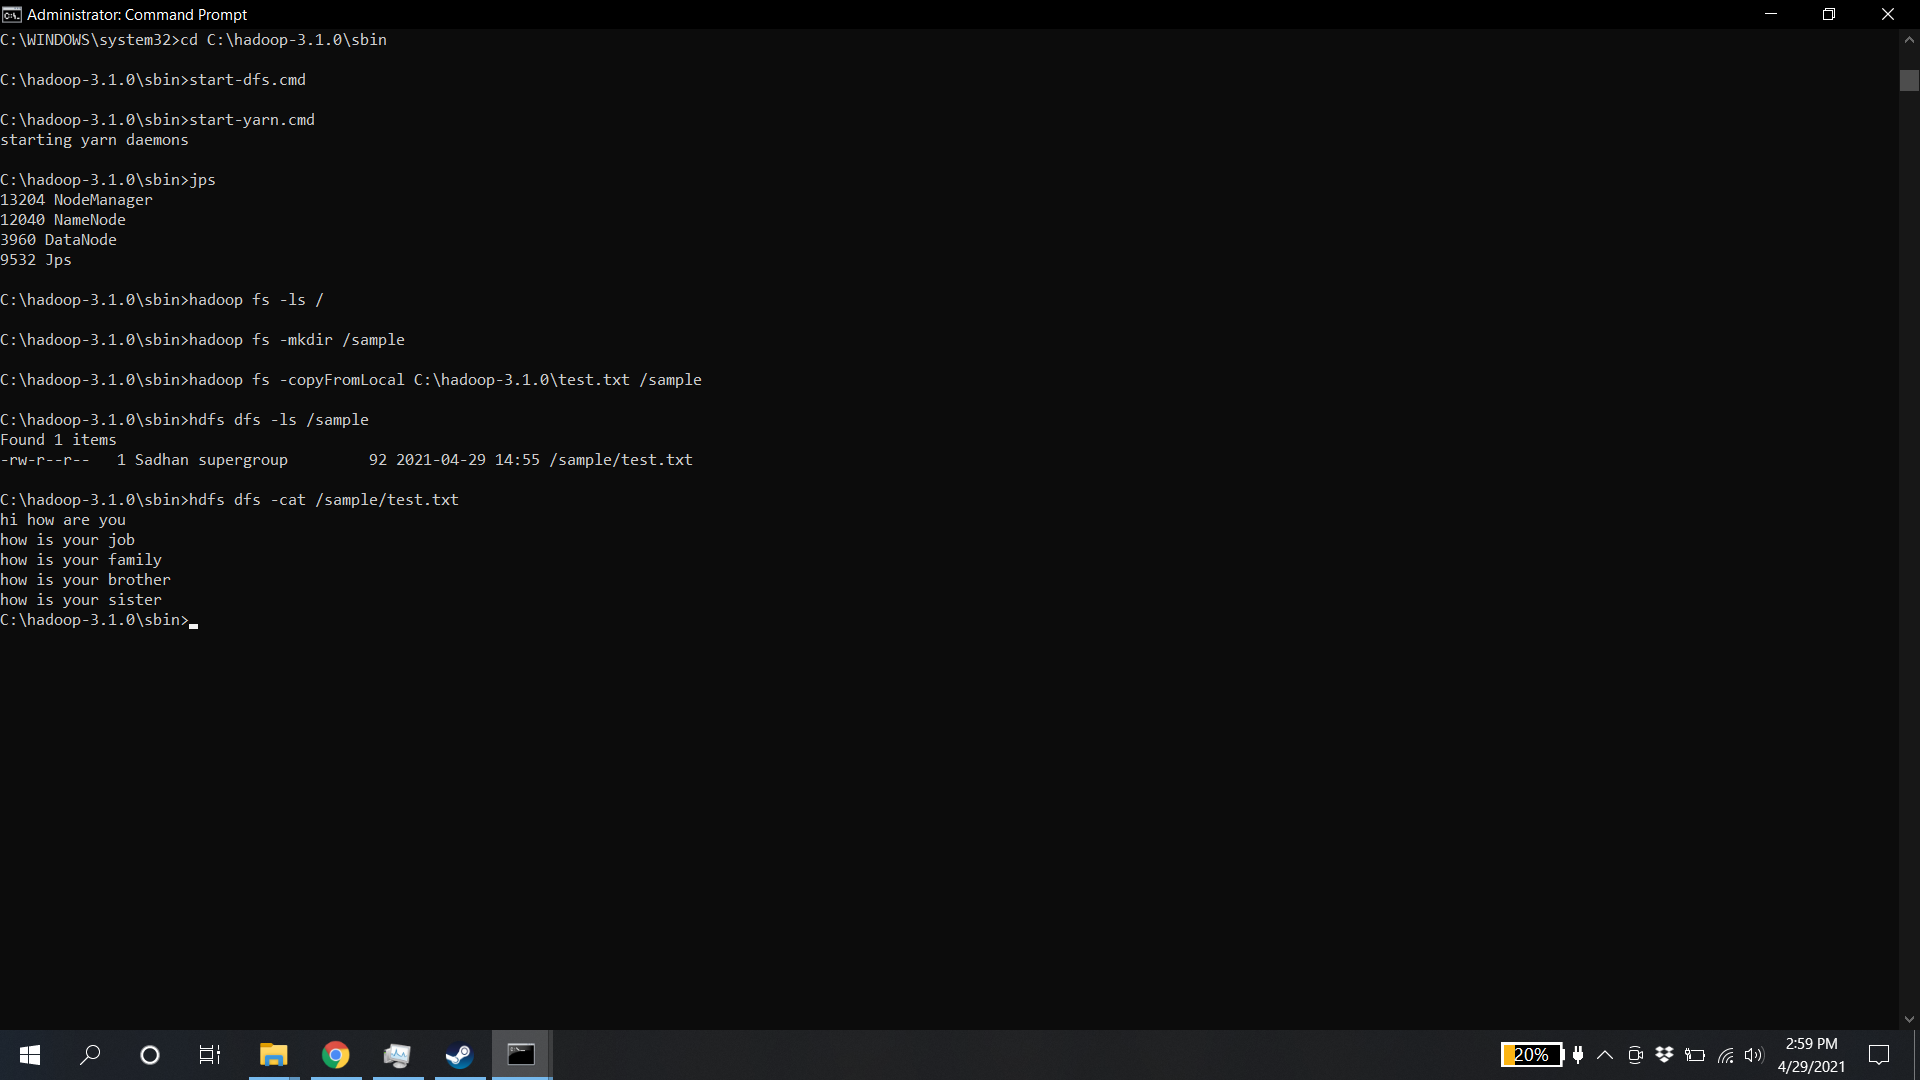 Administrator: Command Prompt
C:\WINDOWS\system32>cd C:\hadoop-3.1.0\sbin
C:\hadoop-3.1.0\sbin>start-dfs.cmd
C:\hadoop-3.1.0\sbin>start-yarn.cmd
starting yarn daemons
C:\hadoop-3.1.0\sbin>jps
13204 NodeManager
12040 NameNode
3960 DataNode
9532 Jps
C:\hadoop-3.1.0\sbin>hadoop fs -ls /
C:\hadoop-3.1.0\sbin>hadoop fs -mkdir /sample
C:\hadoop-3.1.0\sbin>hadoop fs -copyFromLocal C:\hadoop-3.1.0\test.txt /sample
C:\hadoop-3.1.0\sbin>hdfs dfs -ls /sample
Found 1 items
-rw-r--r--   1 Sadhan supergroup         92 2021-04-29 14:55 /sample/test.txt
C:\hadoop-3.1.0\sbin>hdfs dfs -cat /sample/test.txt
hi how are you
how is your job
how is your family
how is your brother
how is your sister
C:\hadoop-3.1.0\sbin>
20%
2:59 PM
4/29/2021